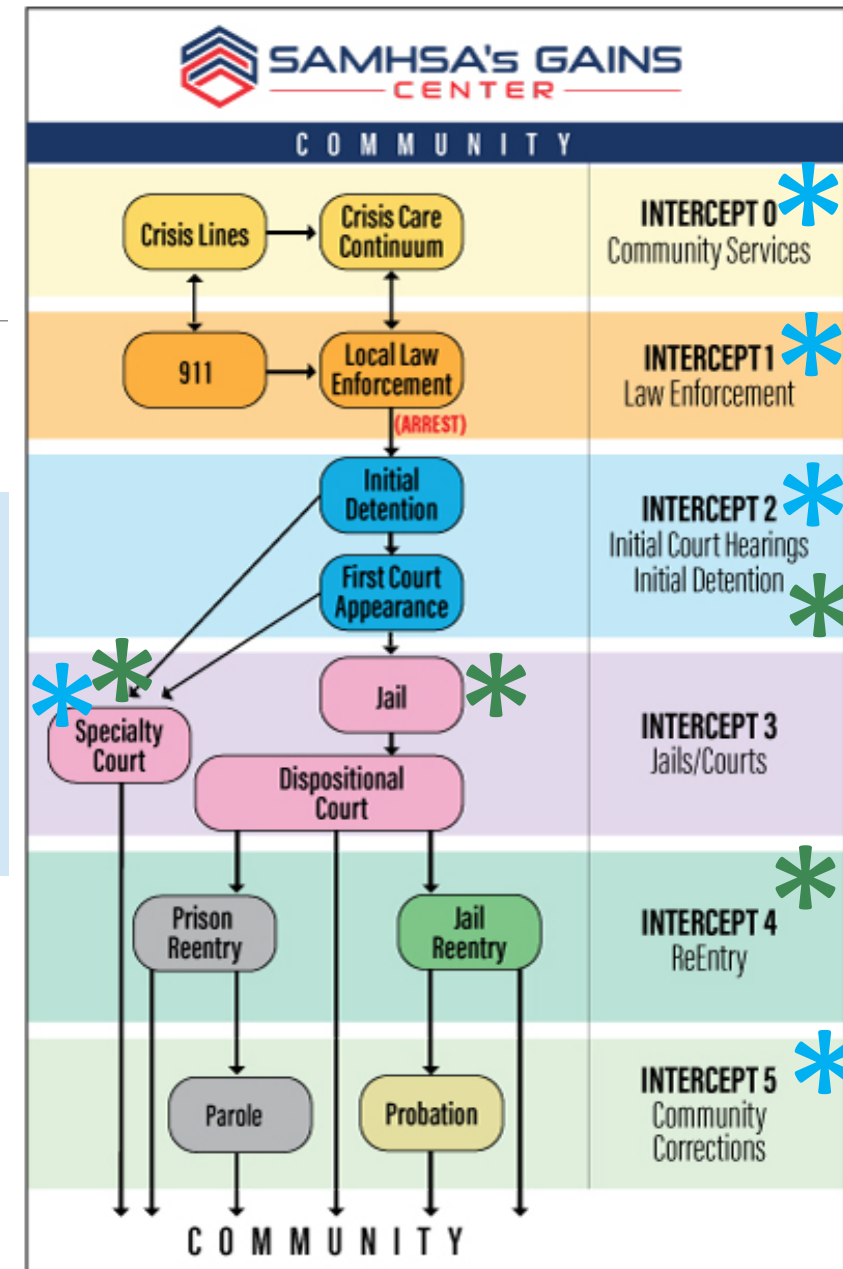 SAMHSA's GAINS
CENTER
COMMUNITY
Crisis Lines
Crisis Care
Continuum
INTERCEPT 0
Community Services
911
Local Law
Enforcement
(ARREST)
INTERCEPT 1
Law Enforcement
Initial
Detention
First Court
Appearance
INTERCEPT 2
Initial Court Hearings
Initial Detention
Specialty
Court
Jail
Dispositional
Court
INTERCEPT 3
Jails/Courts
Prison
Reentry
Jail
Reentry
INTERCEPT 4
ReEntry
Parole
Probation
INTERCEPT 5
Community
Corrections
COMMUNITY